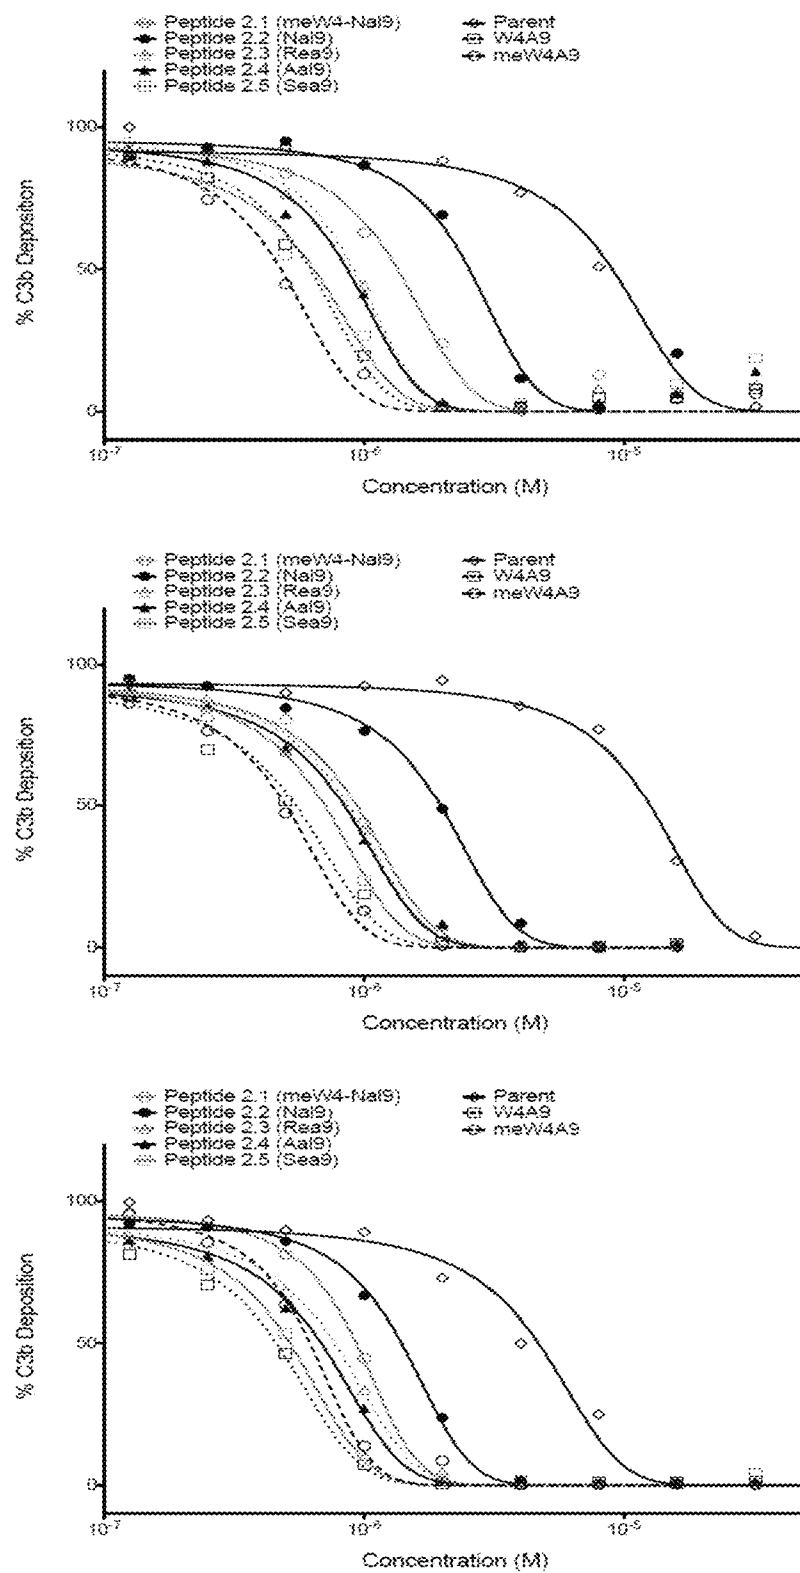 Peptide 2.1 (meW4-Nal9)
Peptide 2.2 (Nal9)
Peptide 2.3 (Rea9)
Peptide 2.4 (Aal9)
Peptide 2.5 (Sea9)
Parent
W4A9
meW4A9
% C3b Deposition
100
50
0
10-7
10-6
10-5
Concentration (M)
Peptide 2.1 (meW4-Nal9)
Peptide 2.2 (Nal9)
Peptide 2.3 (Rea9)
Peptide 2.4 (Aal9)
Peptide 2.5 (Sea9)
Parent
W4A9
meW4A9
% C3b Deposition
100
50
0
10-7
10-6
10-5
Concentration (M)
Peptide 2.1 (meW4-Nal9)
Peptide 2.2 (Nal9)
Peptide 2.3 (Rea9)
Peptide 2.4 (Aal9)
Peptide 2.5 (Sea9)
Parent
W4A9
meW4A9
% C3b Deposition
100
50
0
10-7
10-6
10-5
Concentration (M)